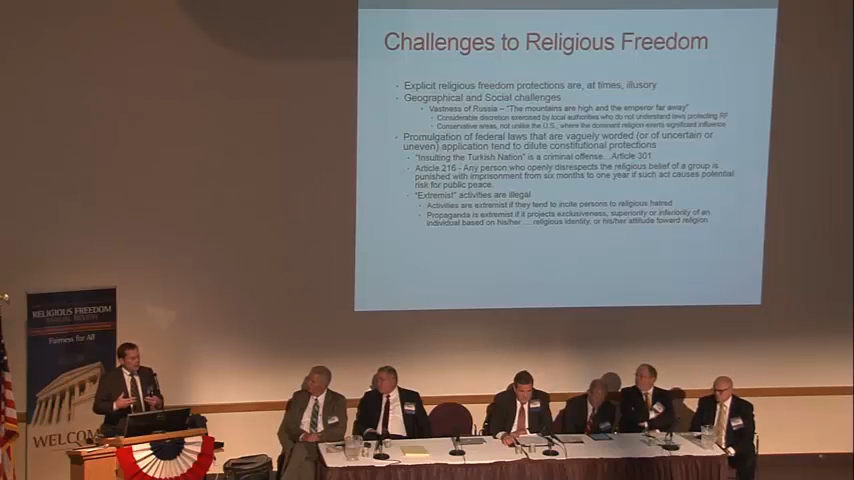 Challenges to Religious Freedom
Explicit religious freedom protections are, at times, illusory
Geographical and Social challenges
Vastness of Russia – "The mountains are high and the emperor far away"
Considerable discretion exercised by local authorities who do not understand laws protecting RF
Conservative areas, not unlike the U.S., where the dominant religion exerts significant influence
Promulgation of federal laws that are vaguely worded (or of uncertain or
uneven) application tend to dilute constitutional protections
"Insulting the Turkish Nation" is a criminal offense…Article 301
Article 216 - Any person who openly disrespects the religious belief of a group is
punished with imprisonment from six months to one year if such act causes potential
risk for public peace.
"Extremist" activities are illegal
Activities are extremist if they tend to incite persons to religious hatred
Propaganda is extremist if it projects exclusiveness, superiority or inferiority of an
individual based on his/her … religious identity, or his/her attitude toward religion
RELIGIOUS FREEDOM
ANNUAL REVIEW
Fairness for All
WELCOM